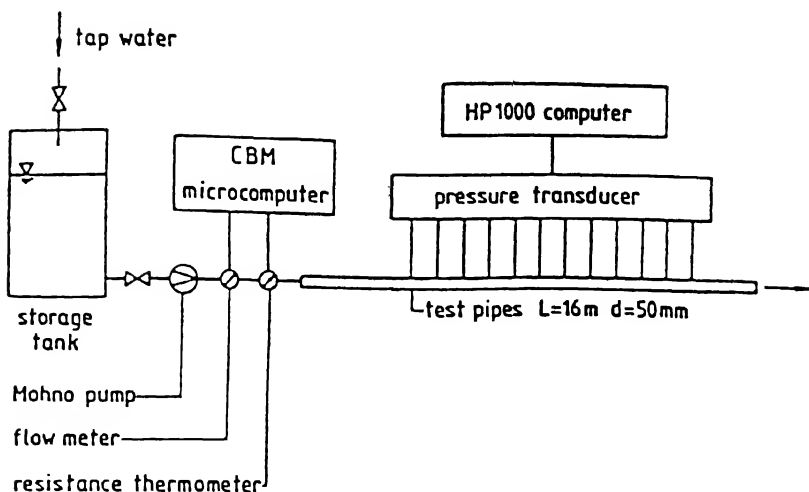 tap water
HP1000 computer
CBM
microcomputer
pressure transducer
test pipes L=16m d=50mm
storage
tank
Mohno pump
flow meter
resistance thermometer